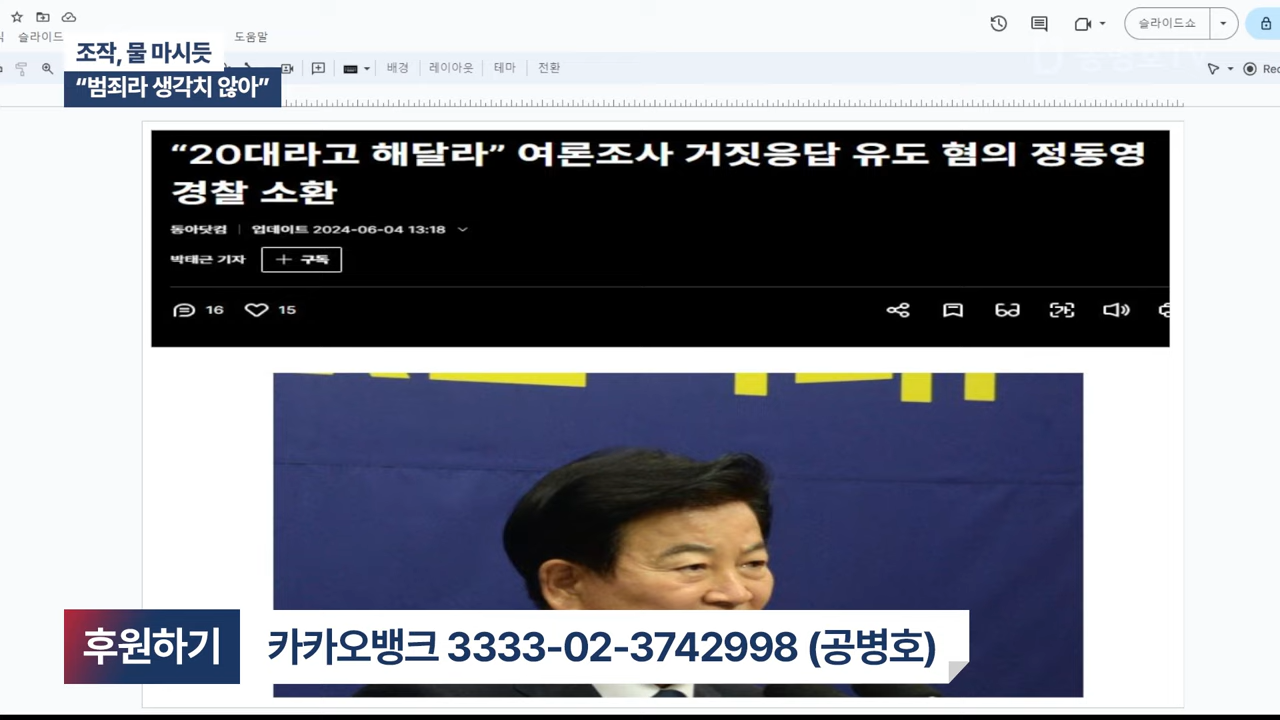 슬라이드
도움말
슬라이드쇼
조작, 물 마시듯
“범죄라 생각치 않아”
배경
레이아웃
테마
전환
Rec
“20대라고 해달라” 여론조사 거짓응답 유도 혐의 정동영
경찰 소환
동아닷컴 업데이트 2024-06-04 13:18
박태근 기자 + 구독
16 15
후원하기 카카오뱅크 3333-02-3742998 (공병호)